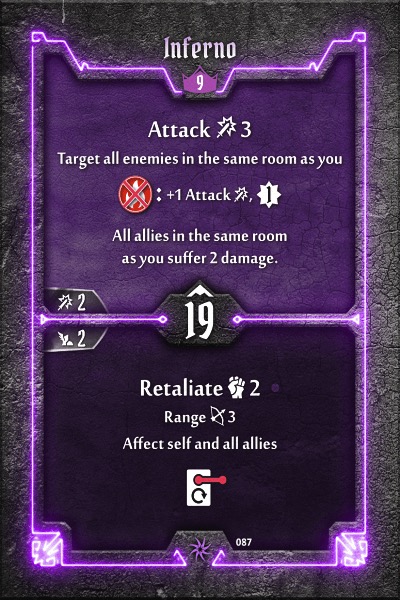 Inferno
9
Attack 3
Target all enemies in the same room as you
: +1 Attack , 1
All allies in the same room
as you suffer 2 damage.
2
19
2
Retaliate 2
Range 3
Affect self and all allies
087